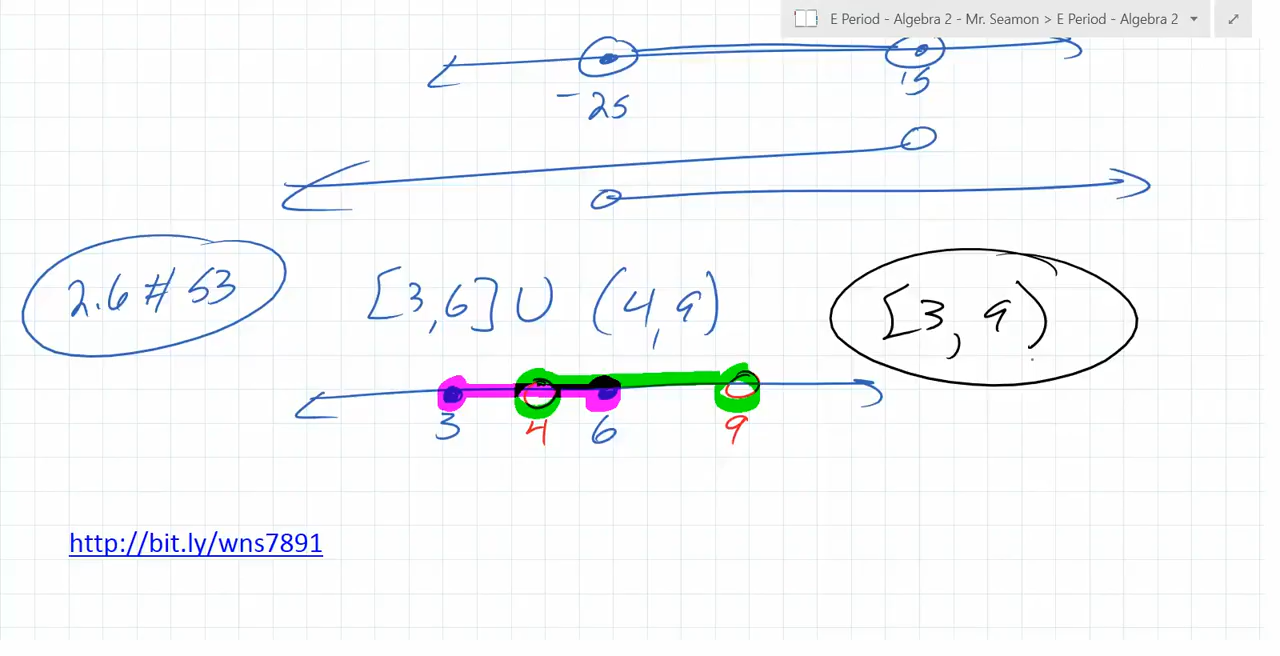 E Period - Algebra 2 - Mr. Seamon > E Period - Algebra 2
-25 15
2.6 # 53 [3,6] ∪ (4,9) [3, 9)
3 4 6 9
http://bit.ly/wns7891